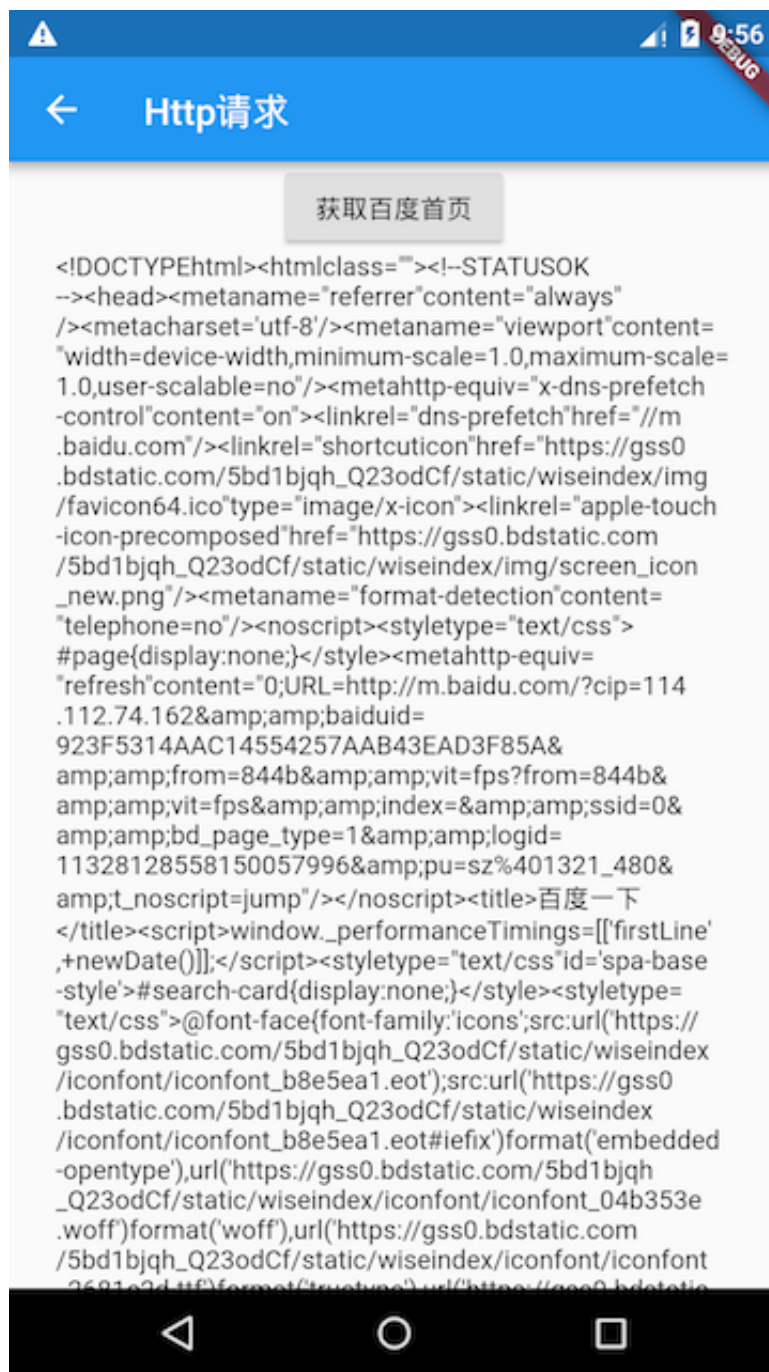 9:56
DEBUG
Http请求
获取百度首页
<!DOCTYPEhtml><htmlclass=""><!--STATUSOK
--><head><metaname="referrer"content="always"
/><metacharset='utf-8'/><metaname="viewport"content=
"width=device-width,minimum-scale=1.0,maximum-scale=
1.0,user-scalable=no"/><metahttp-equiv="x-dns-prefetch
-control"content="on"><linkrel="dns-prefetch"href="//m
.baidu.com"/><linkrel="shortcuticon"href="https://gss0
.bdstatic.com/5bd1bjqh_Q23odCf/static/wiseindex/img
/favicon64.ico"type="image/x-icon"><linkrel="apple-touch
-icon-precomposed"href="https://gss0.bdstatic.com
/5bd1bjqh_Q23odCf/static/wiseindex/img/screen_icon
_new.png"/><metaname="format-detection"content=
"telephone=no"/><noscript><styletype="text/css">
#page{display:none;}</style><metahttp-equiv=
"refresh"content="0;URL=http://m.baidu.com/?cip=114
.112.74.162&amp;amp;baiduid=
923F5314AAC14554257AAB43EAD3F85A&
amp;amp;from=844b&amp;amp;vit=fps?from=844b&
amp;amp;vit=fps&amp;amp;index=&amp;amp;ssid=0&
amp;amp;bd_page_type=1&amp;amp;logid=
11328128558150057996&amp;pu=sz%401321_480&
amp;t_noscript=jump"/></noscript><title>百度一下
</title><script>window._performanceTimings=[['firstLine'
,+newDate()]];</script><styletype="text/css"id='spa-base
-style'>#search-card{display:none;}</style><styletype=
"text/css">@font-face{font-family:'icons';src:url('https://
gss0.bdstatic.com/5bd1bjqh_Q23odCf/static/wiseindex
/iconfont/iconfont_b8e5ea1.eot');src:url('https://gss0
.bdstatic.com/5bd1bjqh_Q23odCf/static/wiseindex
/iconfont/iconfont_b8e5ea1.eot#iefix')format('embedded
-opentype'),url('https://gss0.bdstatic.com/5bd1bjqh
_Q23odCf/static/wiseindex/iconfont/iconfont_04b353e
.woff')format('woff'),url('https://gss0.bdstatic.com
/5bd1bjqh_Q23odCf/static/wiseindex/iconfont/iconfont